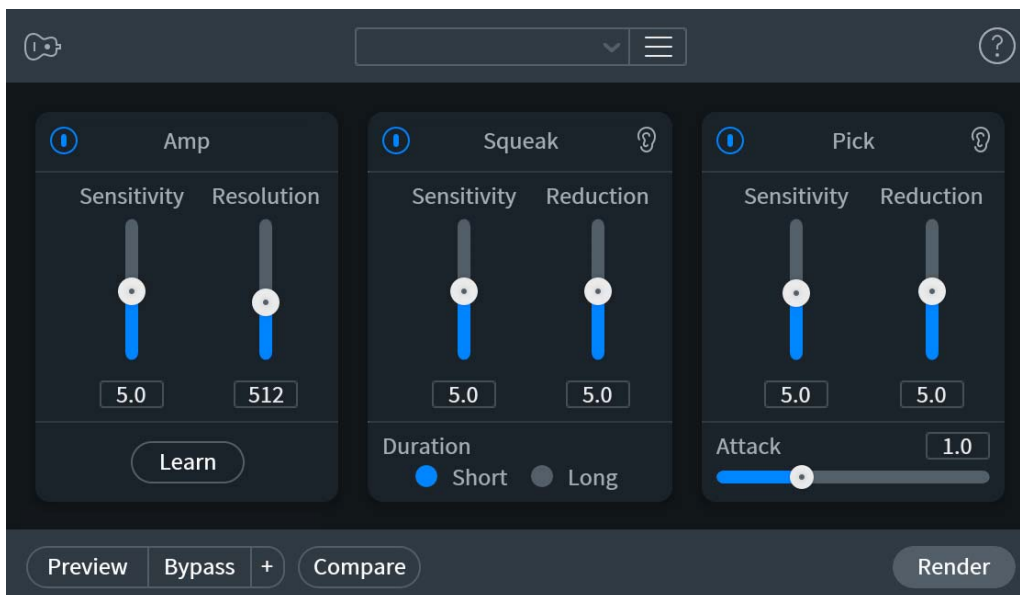 ?
Amp
Sensitivity Resolution
5.0 512
Learn
Squeak
Sensitivity Reduction
5.0 5.0
Duration
Short Long
Pick
Sensitivity Reduction
5.0 5.0
Attack 1.0
Preview Bypass + Compare Render